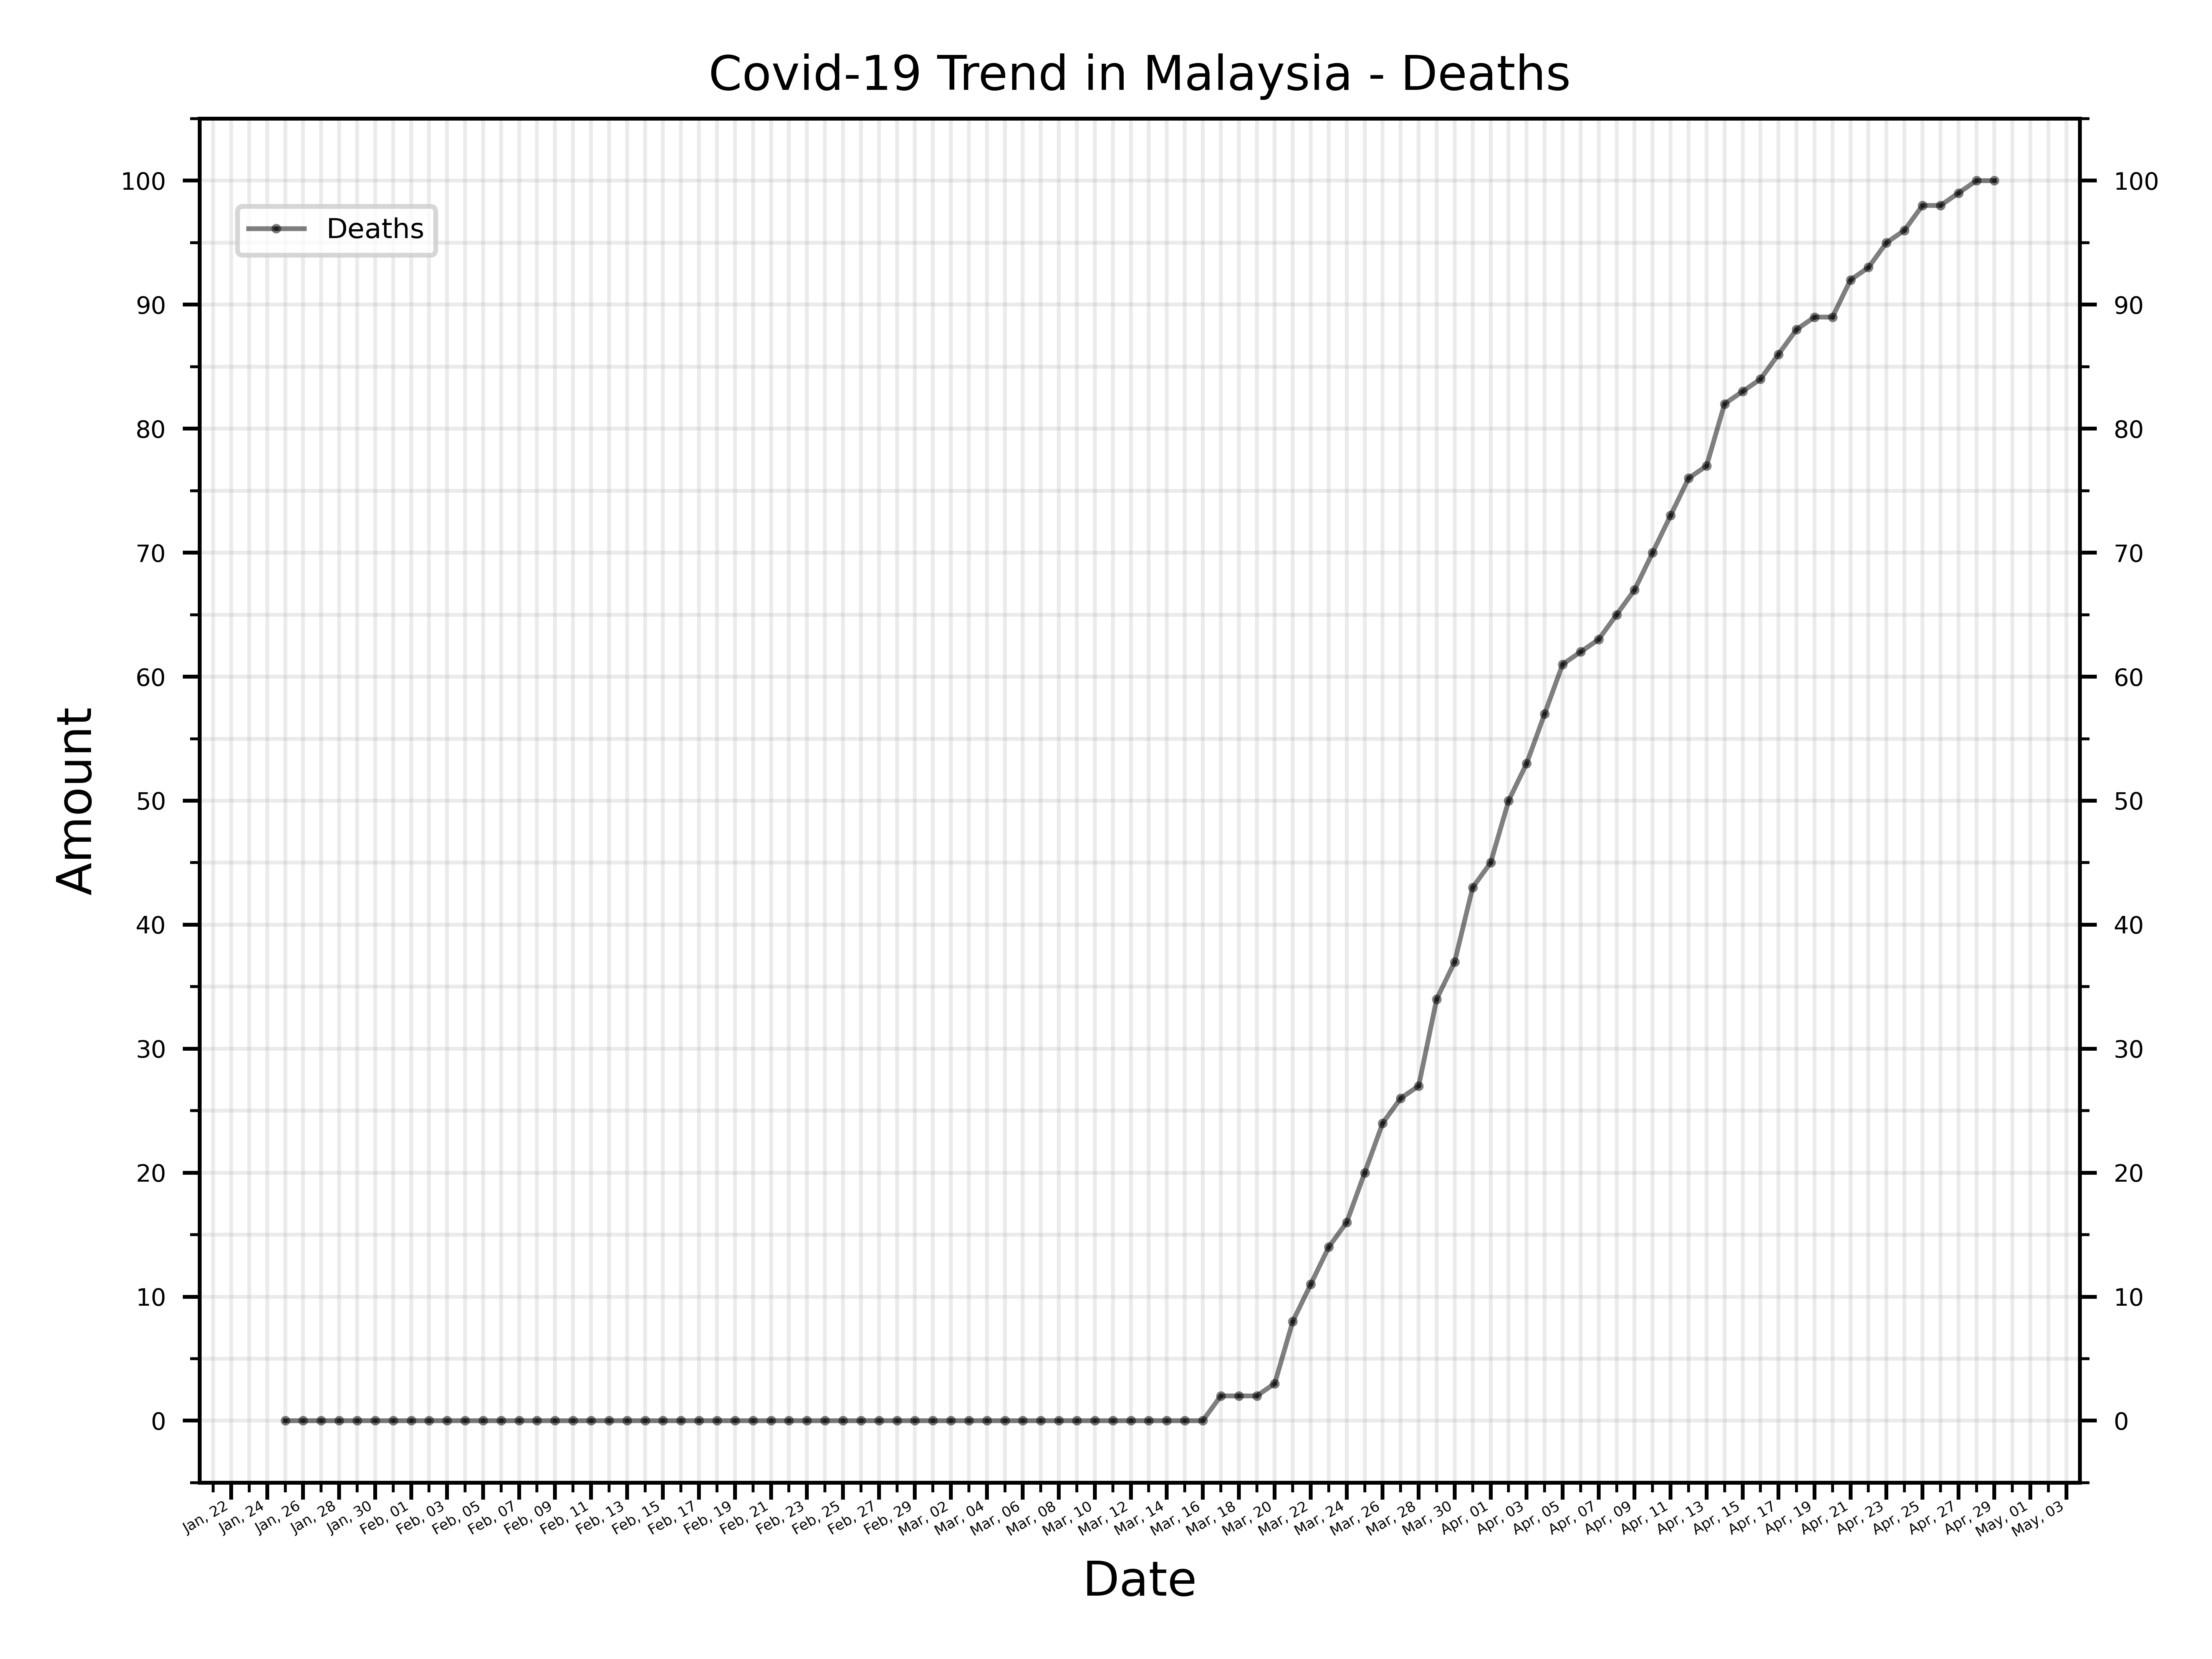 Covid-19 Trend in Malaysia - Deaths
Deaths
100
90
80
70
60
50
40
30
20
10
0
Amount
100
90
80
70
60
50
40
30
20
10
0
Jan, 22
Jan, 24
Jan, 26
Jan, 28
Jan, 30
Feb, 01
Feb, 03
Feb, 05
Feb, 07
Feb, 09
Feb, 11
Feb, 13
Feb, 15
Feb, 17
Feb, 19
Feb, 21
Feb, 23
Feb, 25
Feb, 27
Feb, 29
Mar, 02
Mar, 04
Mar, 06
Mar, 08
Mar, 10
Mar, 12
Mar, 14
Mar, 16
Mar, 18
Mar, 20
Mar, 22
Mar, 24
Mar, 26
Mar, 28
Mar, 30
Apr, 01
Apr, 03
Apr, 05
Apr, 07
Apr, 09
Apr, 11
Apr, 13
Apr, 15
Apr, 17
Apr, 19
Apr, 21
Apr, 23
Apr, 25
Apr, 27
Apr, 29
May, 01
May, 03
Date